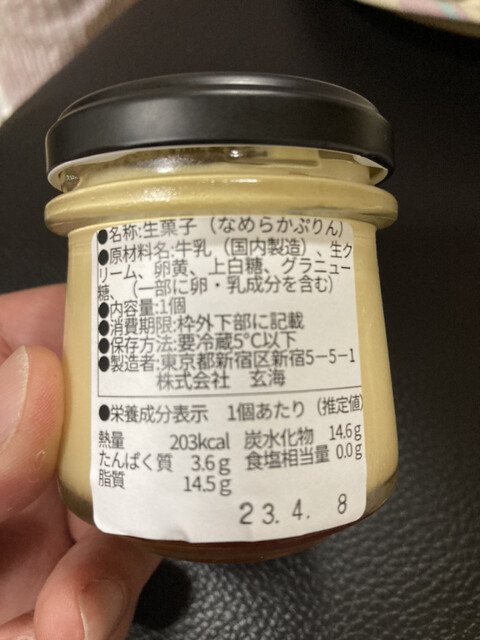 ●名称:生菓子（なめらかぷりん）
●原材料名:牛乳（国内製造）、生ク
リーム、卵黄、上白糖、グラニュー
糖、（一部に卵・乳成分を含む）
●内容量:1個
●消費期限:枠外下部に記載
●保存方法:要冷蔵5℃以下
●製造者:東京都新宿区新宿5－5－1
株式会社　玄海
●栄養成分表示　1個あたり（推定値）
熱量　203kcal　炭水化物　14.6g
たんぱく質　3.6g　食塩相当量 0.0g
脂質　14.5g
23.4. 8